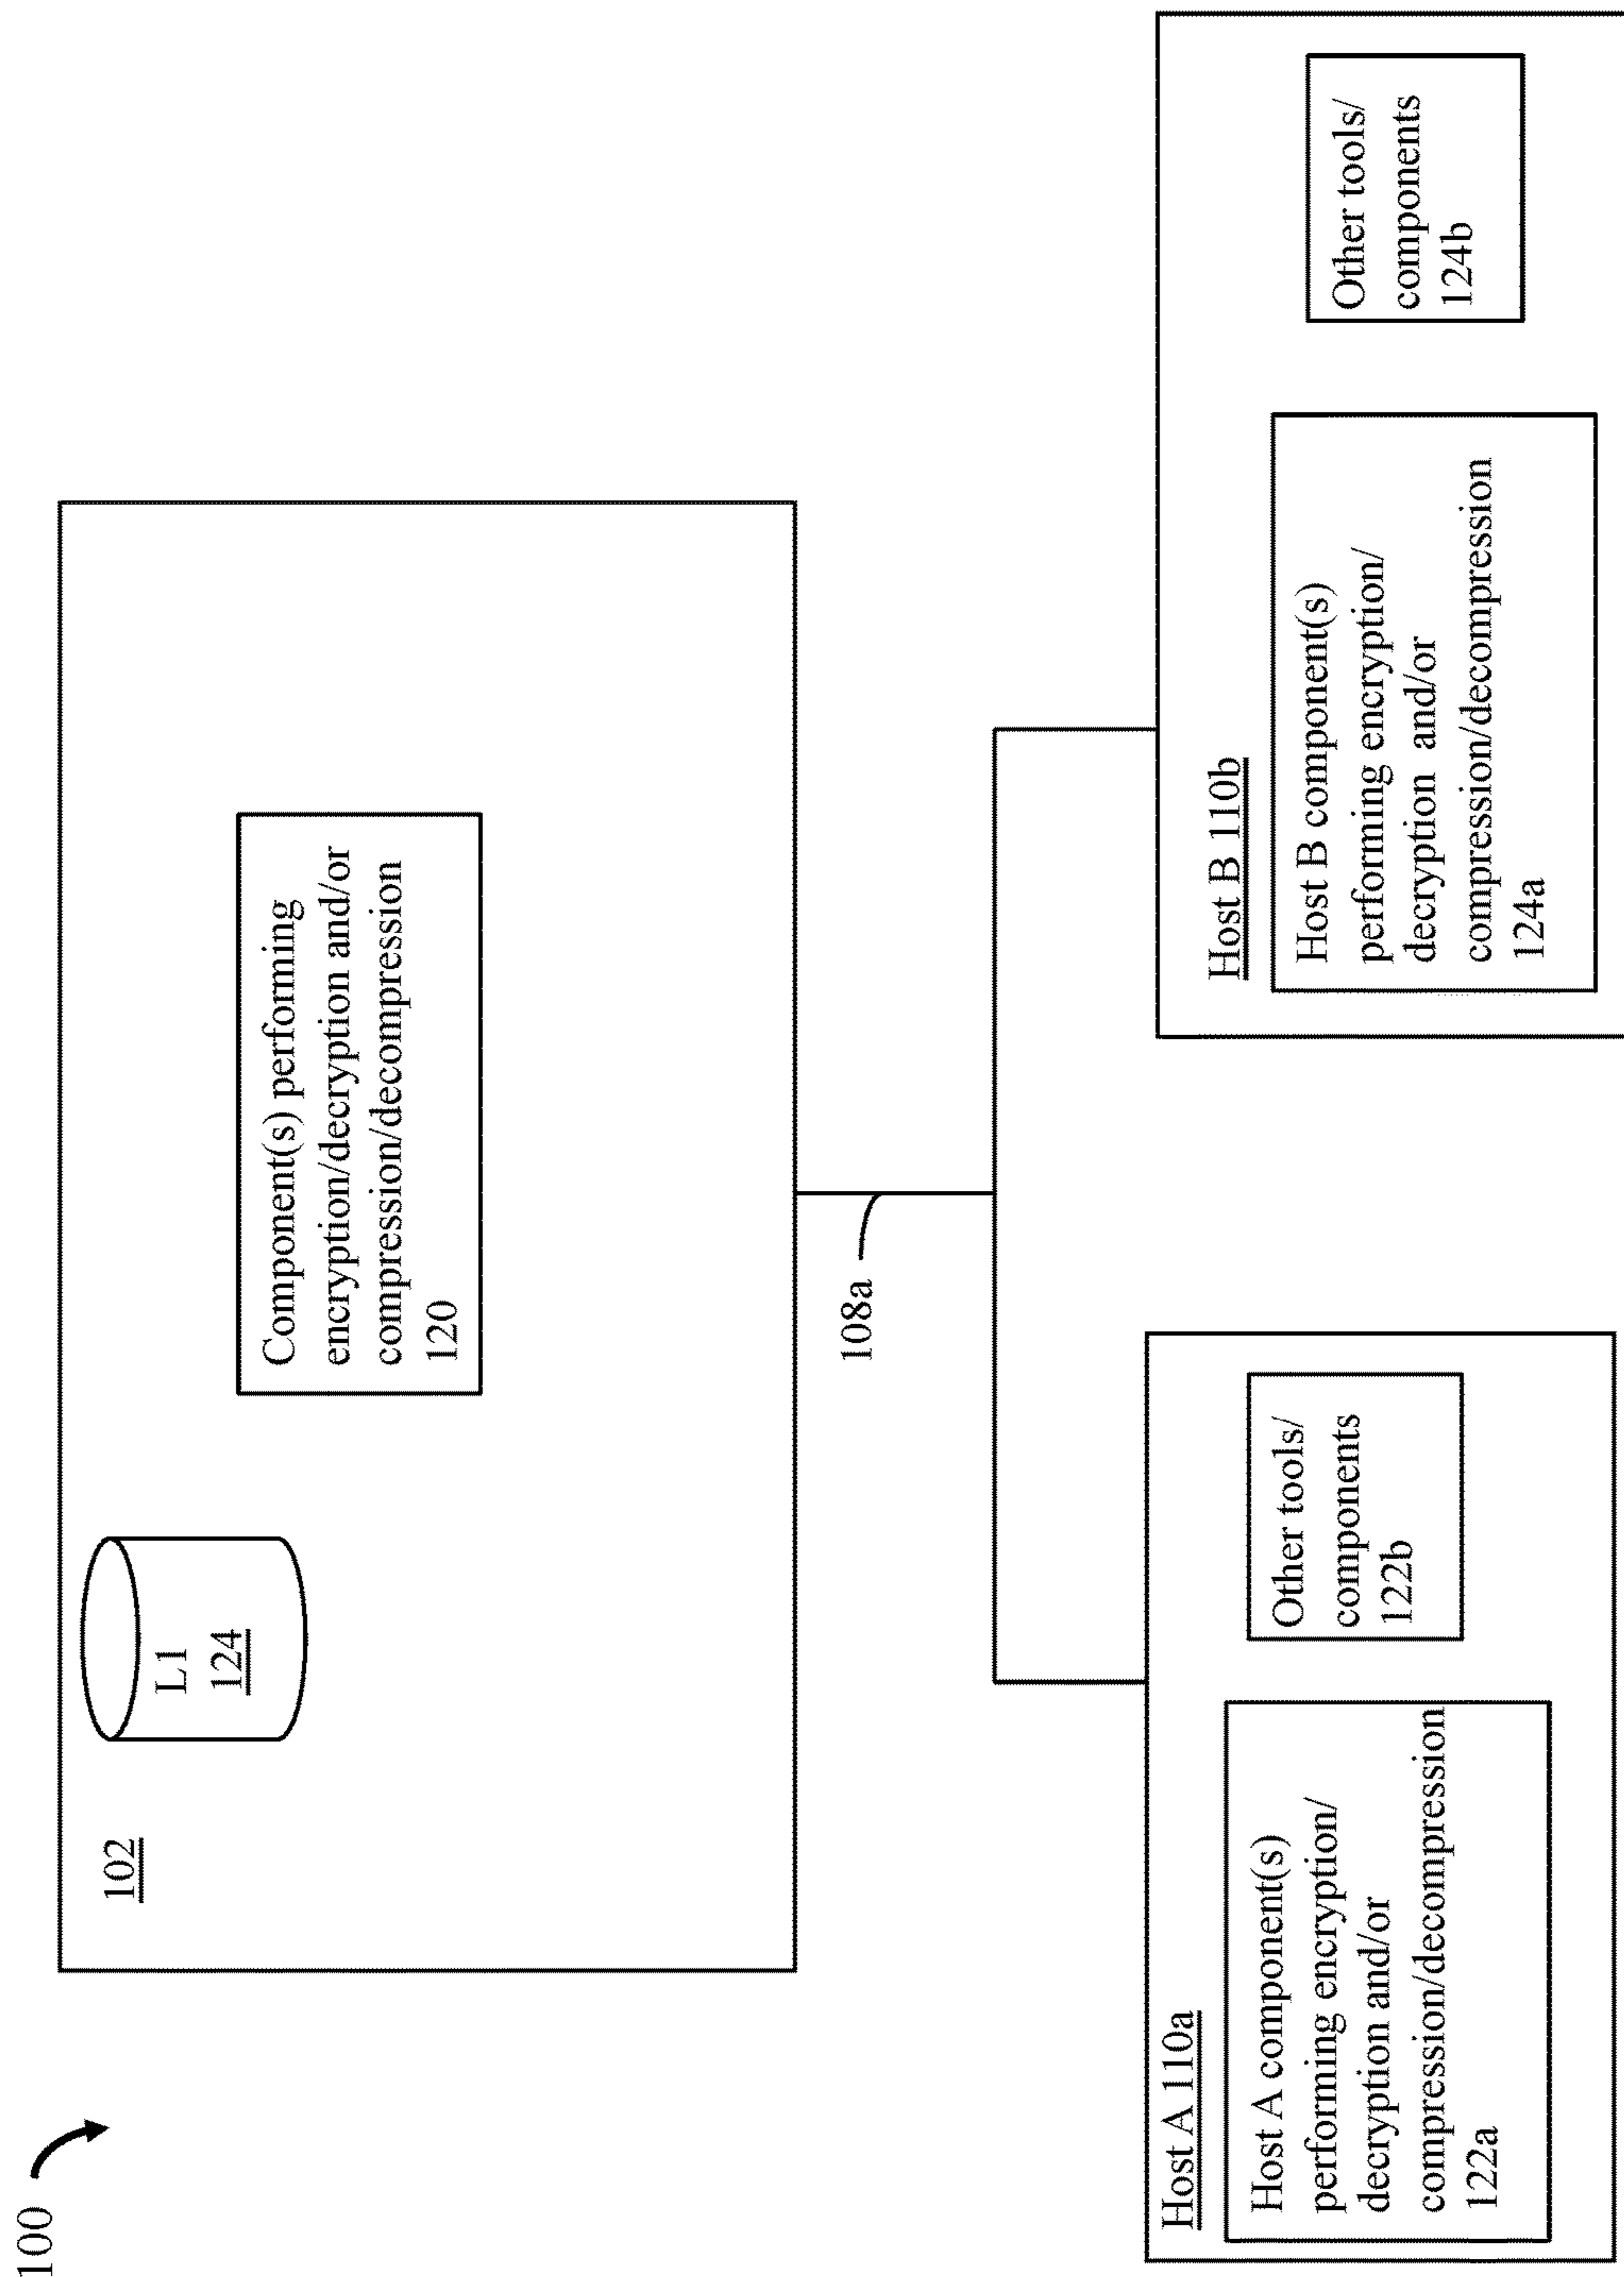 100
102
L1
124
Component(s) performing
encryption/decryption and/or
compression/decompression
120
108a
Host A 110a
Host A component(s)
performing encryption/
decryption and/or
compression/decompression
122a
Other tools/
components
122b
Host B 110b
Host B component(s)
performing encryption/
decryption and/or
compression/decompression
124a
Other tools/
components
124b